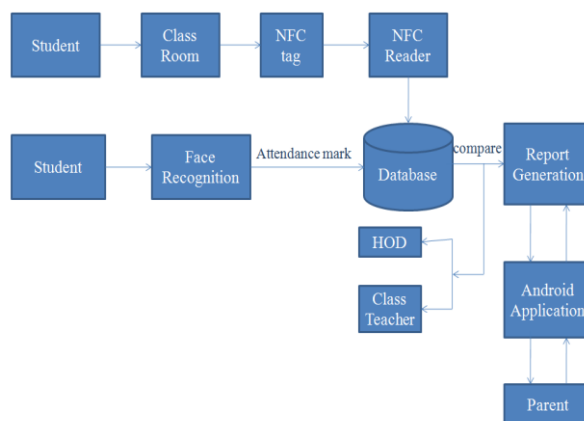 Student
Class
Room
NFC
tag
NFC
Reader
Student
Face
Recognition
Attendance mark
Database
compare
Report
Generation
HOD
Class
Teacher
Android
Application
Parent